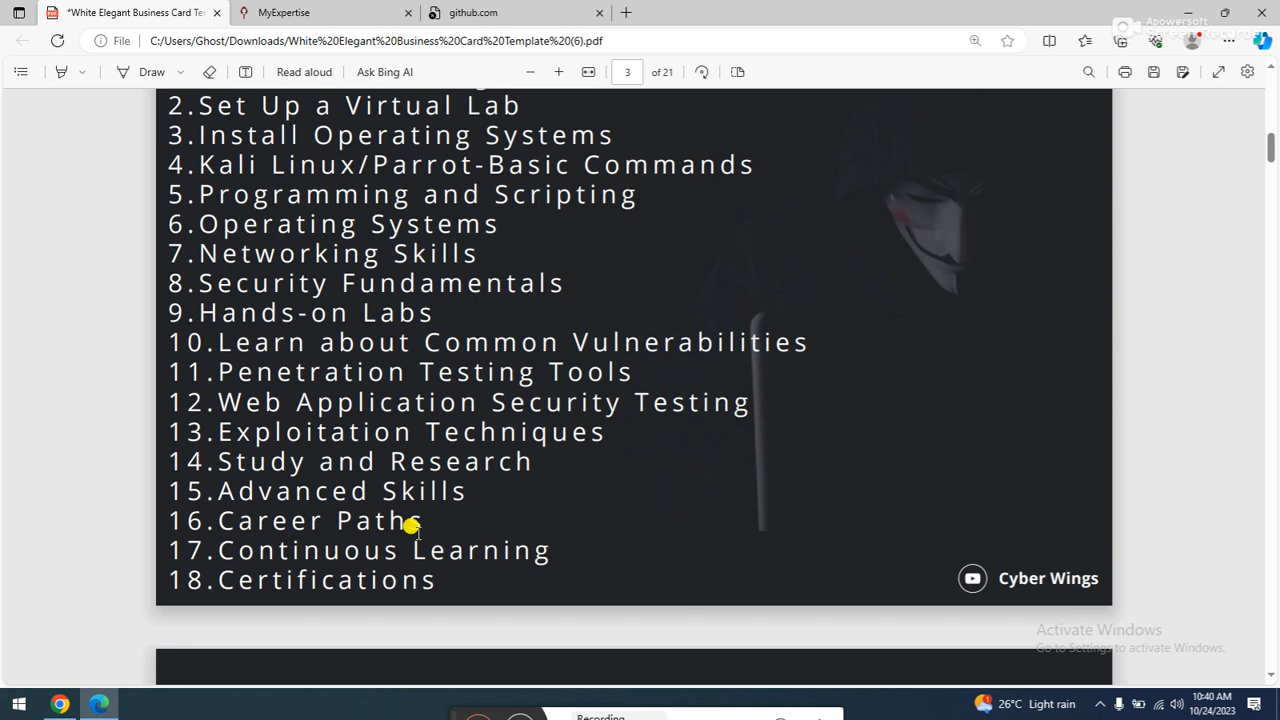 *White Elegant Business Card Te
MyExpertise
github.com
File
C:/Users/Ghost/Downloads/White%20Elegant%20Business%20Card%20Template%20(6).pdf
Apowersoft
Screen Recorder
Draw
Read aloud
Ask Bing AI
3
of 21
2.Set Up a Virtual Lab
3.Install Operating Systems
4.Kali Linux/Parrot-Basic Commands
5.Programming and Scripting
6.Operating Systems
7.Networking Skills
8.Security Fundamentals
9.Hands-on Labs
10.Learn about Common Vulnerabilities
11.Penetration Testing Tools
12.Web Application Security Testing
13.Exploitation Techniques
14.Study and Research
15.Advanced Skills
16.Career Paths
17.Continuous Learning
18.Certifications
Cyber Wings
Activate Windows
Go to Settings to activate Windows.
26°C Light rain
10:40 AM
10/24/2023
Recording